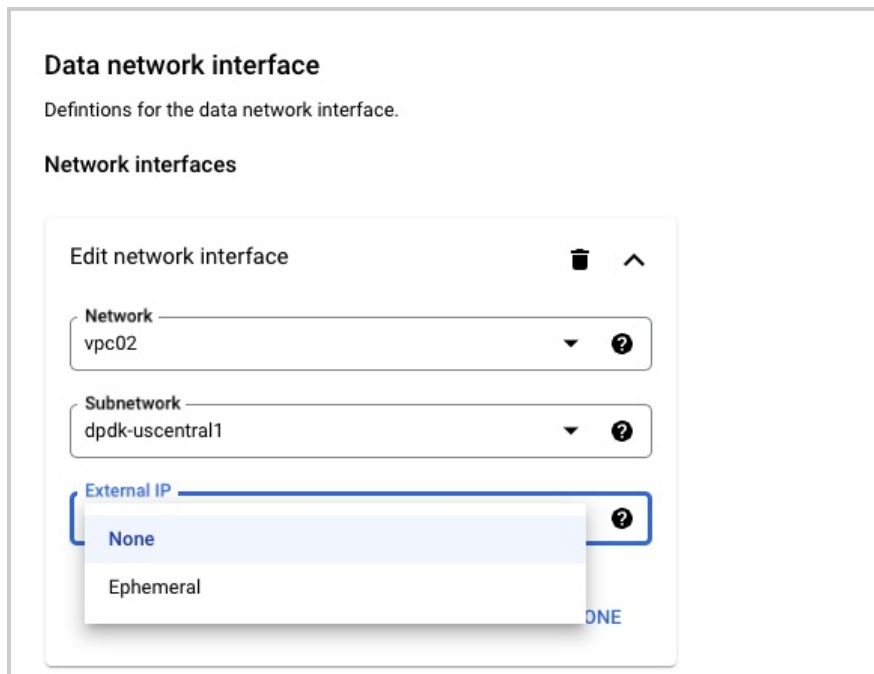 Data network interface
Defintions for the data network interface.
Network interfaces
Edit network interface
Network
vpc02
Subnetwork
dpdk-uscentral1
External IP
None
Ephemeral
ONE